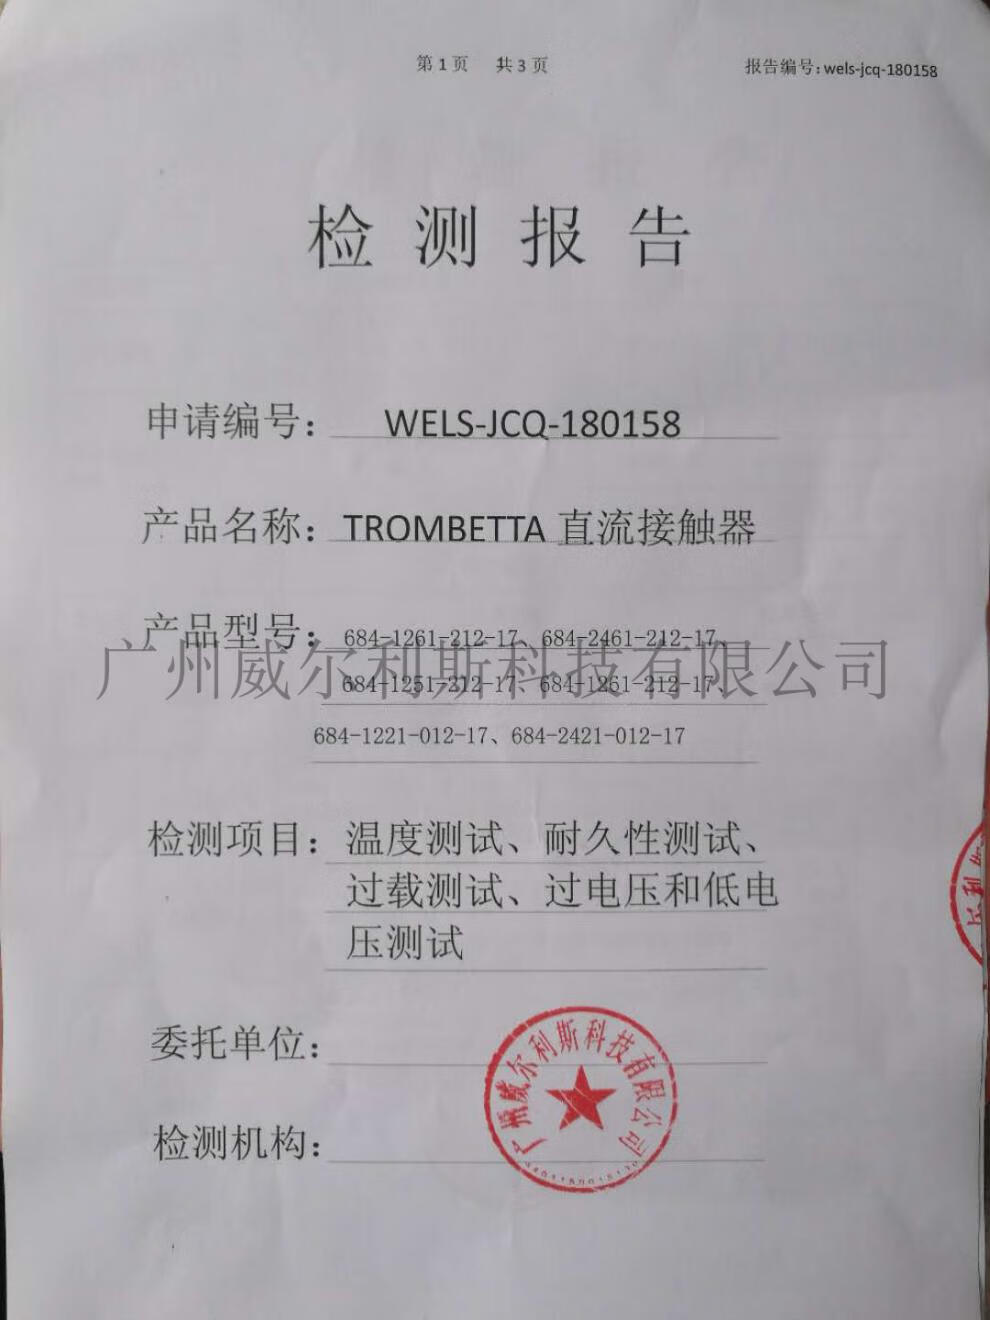 第1页 共3页 报告编号:wels-jcq-180158
检测报告
申请编号: WELS-JCQ-180158
产品名称: TROMBETTA 直流接触器
产品型号: 684-1261-212-17、684-2461-212-17、
广州威尔利斯科技有限公司
684-1251-212-17、684-1261-212-17、
684-1221-012-17、684-2421-012-17
检测项目: 温度测试、耐久性测试、
过载测试、过电压和低电
压测试
委托单位:
广州威尔利斯科技有限公司
检测机构: